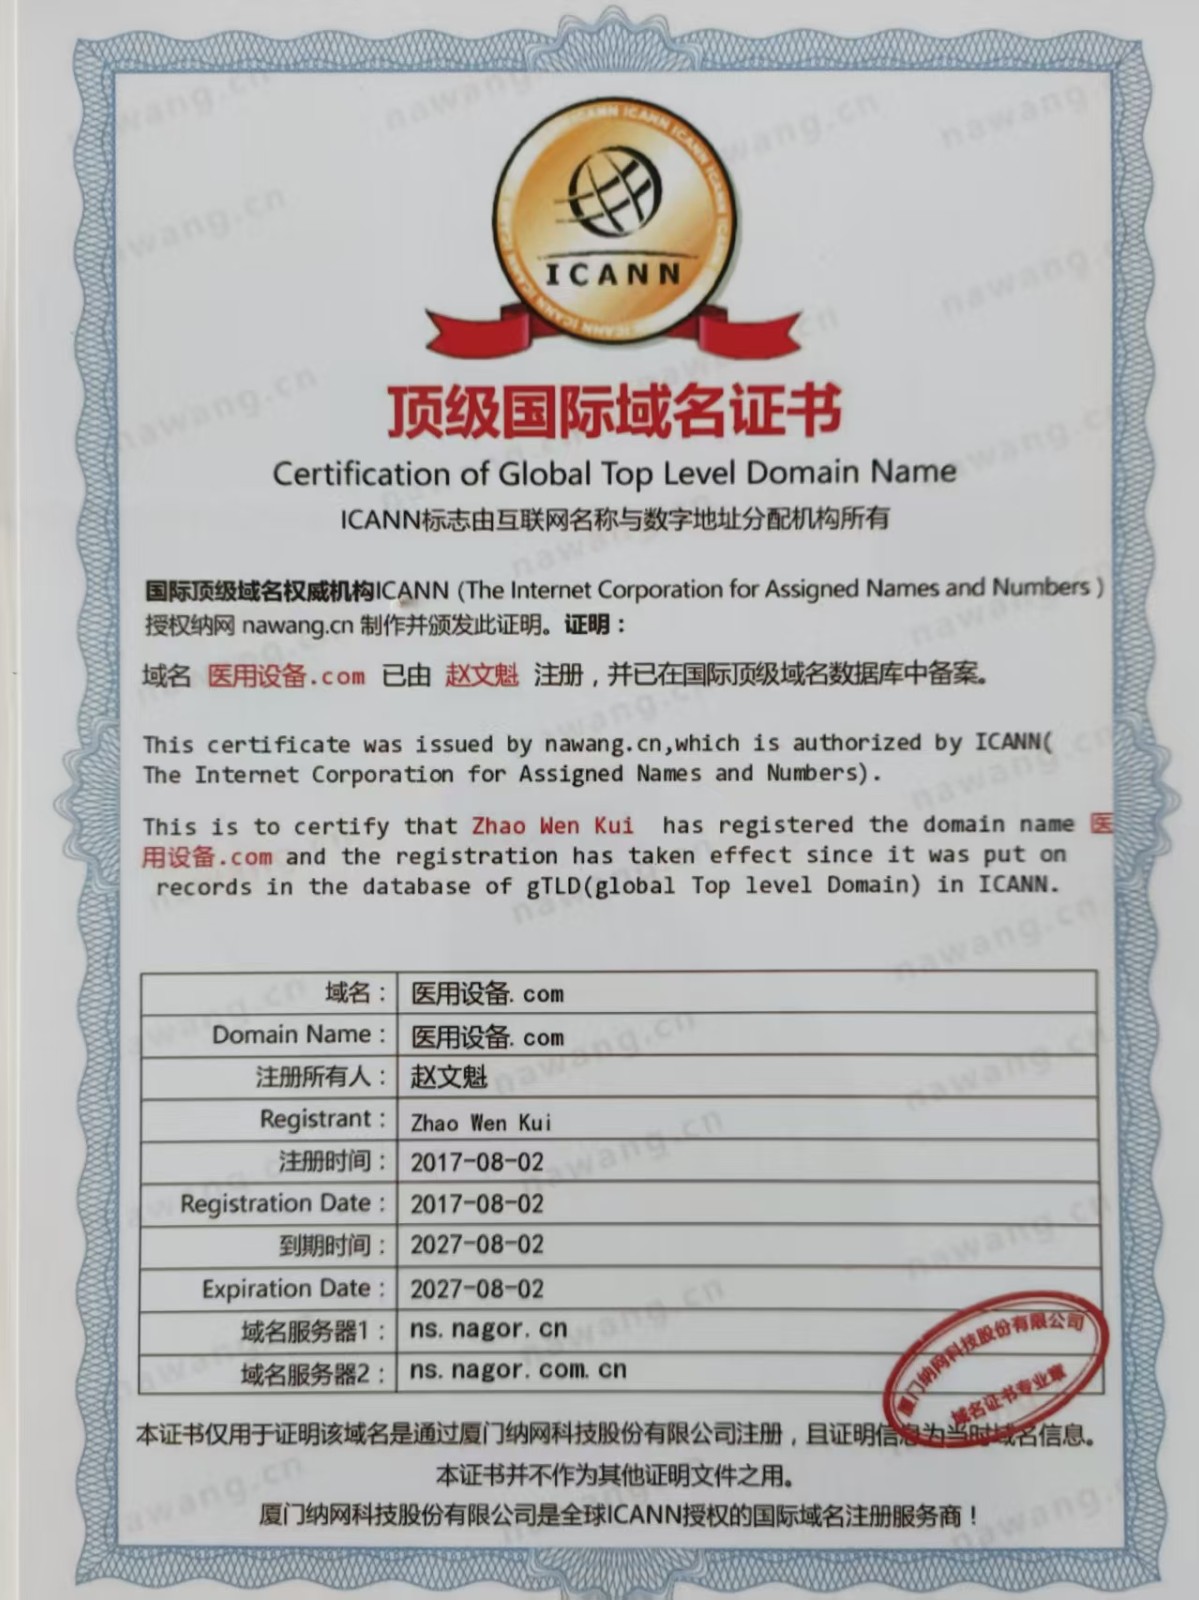 ICANN
顶级国际域名证书
Certification of Global Top Level Domain Name
ICANN标志由互联网名称与数字地址分配机构所有
国际顶级域名权威机构ICANN (The Internet Corporation for Assigned Names and Numbers )
授权纳网 nawang.cn 制作并颁发此证明。证明：
域名 医用设备.com 已由 赵文魁 注册，并已在国际顶级域名数据库中备案。
This certificate was issued by nawang.cn,which is authorized by ICANN(
The Internet Corporation for Assigned Names and Numbers).
This is to certify that Zhao Wen Kui has registered the domain name 医
用设备.com and the registration has taken effect since it was put on
records in the database of gTLD(global Top level Domain) in ICANN.
域名： 医用设备.com
Domain Name： 医用设备.com
注册所有人： 赵文魁
Registrant： Zhao Wen Kui
注册时间： 2017-08-02
Registration Date： 2017-08-02
到期时间： 2027-08-02
Expiration Date： 2027-08-02
域名服务器1： ns.nagor.cn
域名服务器2： ns.nagor.com.cn
厦门纳网科技股份有限公司
域名证书专业章
本证书仅用于证明该域名是通过厦门纳网科技股份有限公司注册，且证明信息为当时域名信息。
本证书并不作为其他证明文件之用。
厦门纳网科技股份有限公司是全球ICANN授权的国际域名注册服务商！